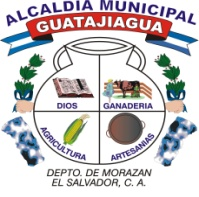 ALCALDIA MUNICIPAL
GUATAJIAGUA
DIOS
GANADERIA
AGRICULTURA
ARTESANIAS
DEPTO. DE MORAZAN
EL SALVADOR, C. A.